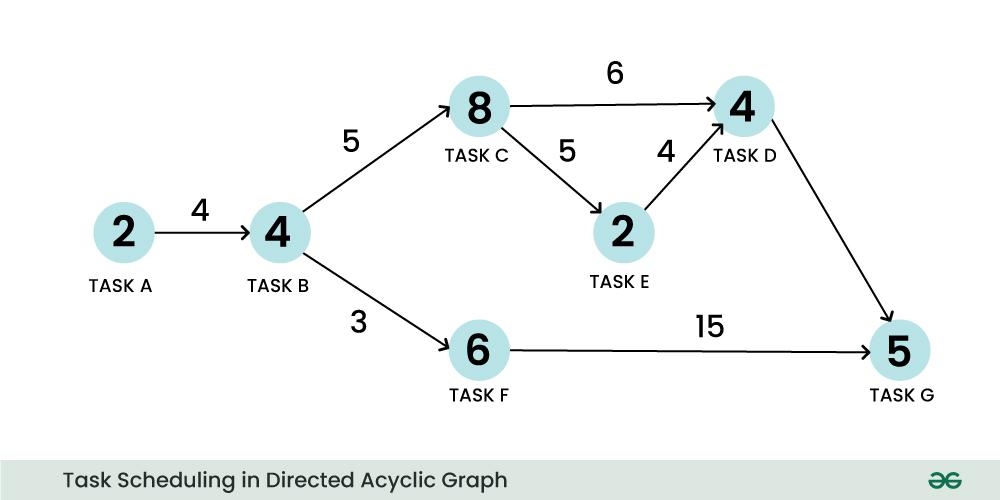 6
8
4
5
TASK C
5
4
TASK D
4
2
4
2
TASK A
TASK B
TASK E
3
6
15
5
TASK F
TASK G
Task Scheduling in Directed Acyclic Graph